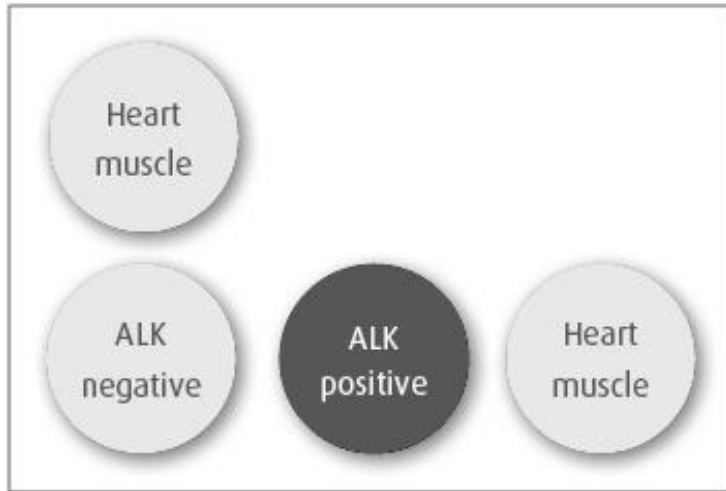 Heart
muscle
ALK
negative
ALK
positive
Heart
muscle